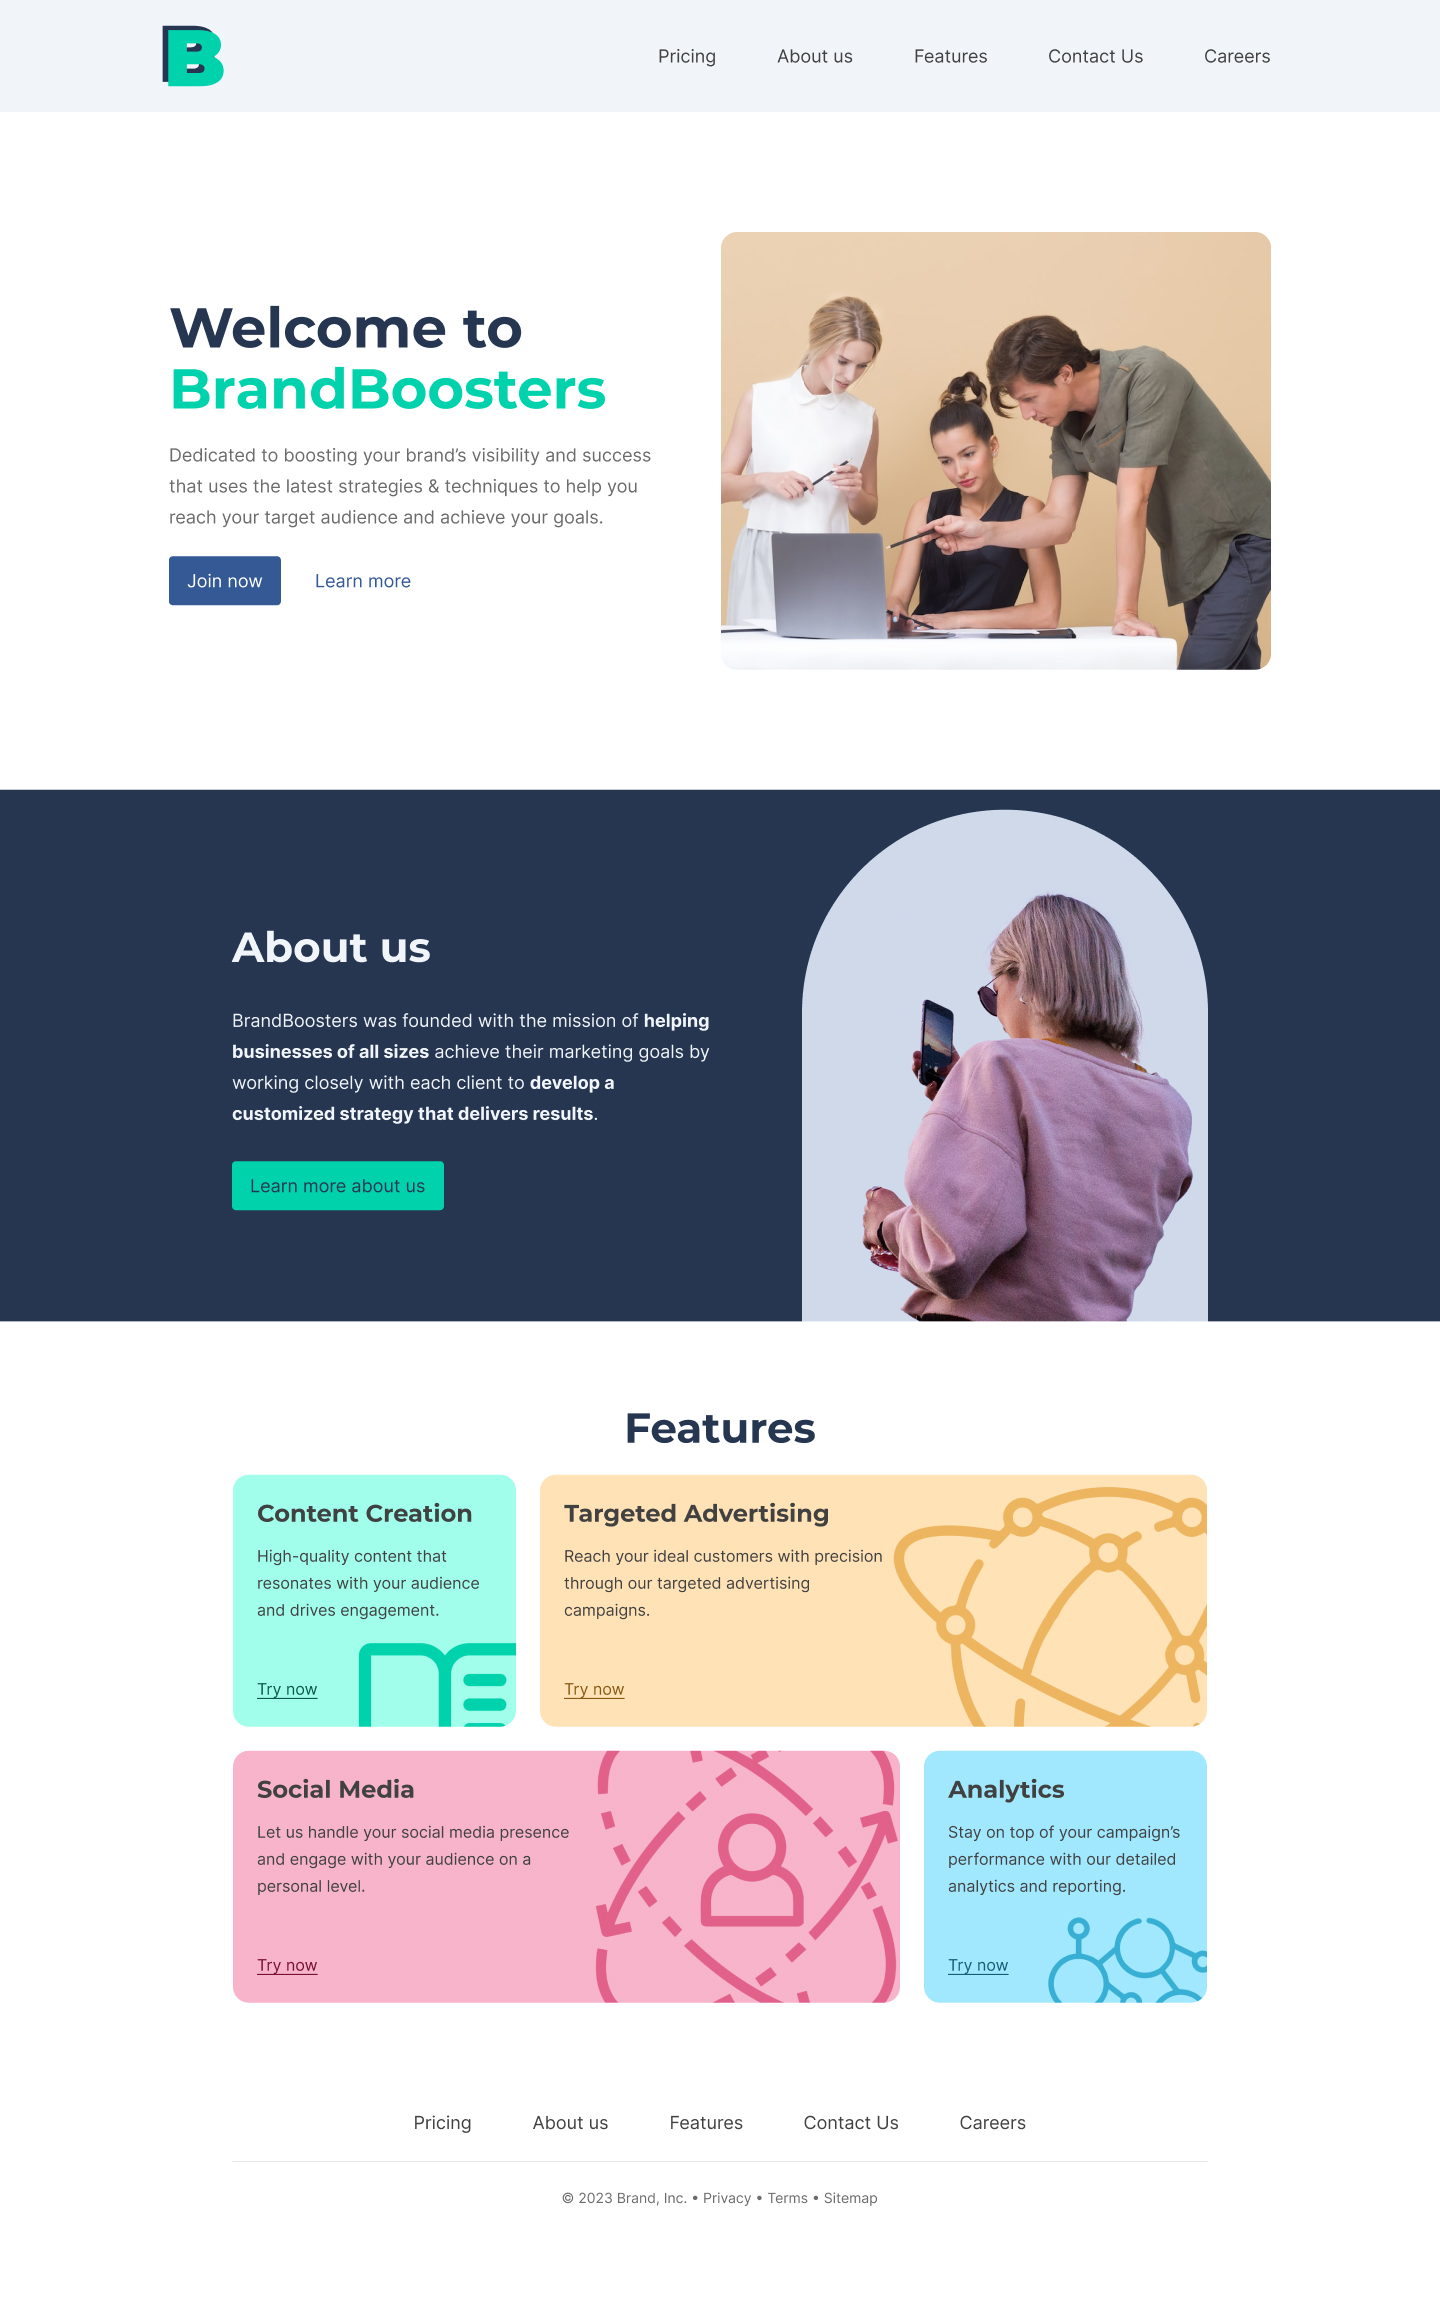 B
Pricing About us Features Contact Us Careers
Welcome to
BrandBoosters
Dedicated to boosting your brand’s visibility and success
that uses the latest strategies & techniques to help you
reach your target audience and achieve your goals.
Join now Learn more
About us
BrandBoosters was founded with the mission of helping
businesses of all sizes achieve their marketing goals by
working closely with each client to develop a
customized strategy that delivers results.
Learn more about us
Features
Content Creation
High-quality content that
resonates with your audience
and drives engagement.
Try now
Targeted Advertising
Reach your ideal customers with precision
through our targeted advertising
campaigns.
Try now
Social Media
Let us handle your social media presence
and engage with your audience on a
personal level.
Try now
Analytics
Stay on top of your campaign’s
performance with our detailed
analytics and reporting.
Try now
Pricing About us Features Contact Us Careers
© 2023 Brand, Inc. • Privacy • Terms • Sitemap